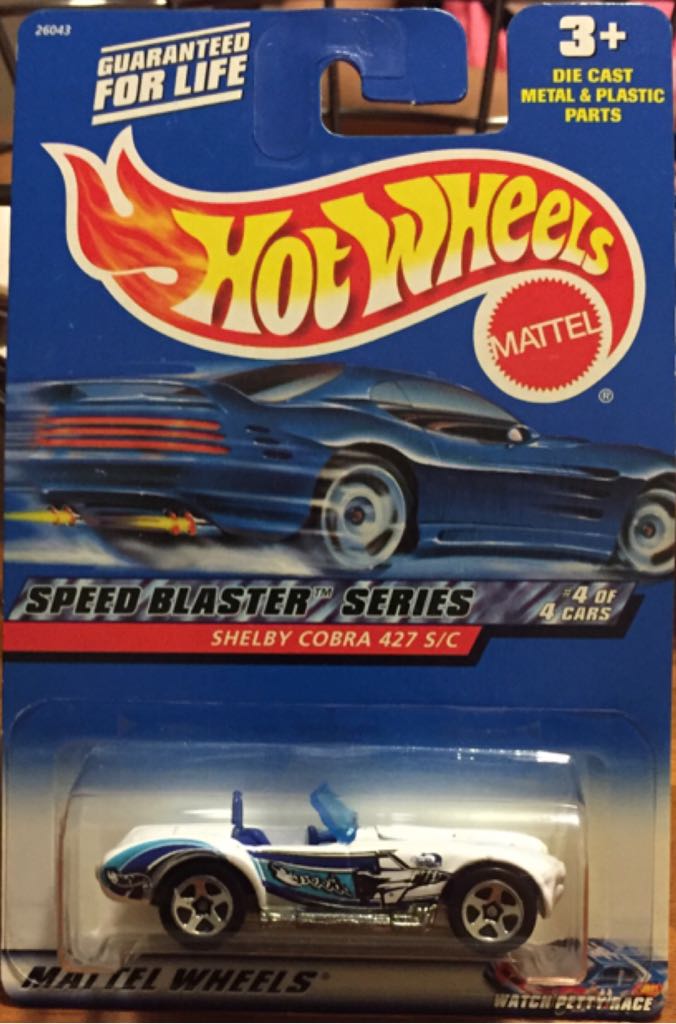 26043
GUARANTEED
FOR LIFE
3+
DIE CAST
METAL & PLASTIC
PARTS
Hot Wheels
MATTEL
®
SPEED BLASTER™ SERIES
#4 OF
4 CARS
SHELBY COBRA 427 S/C
MATTEL WHEELS®
WATCH PETTY RACE